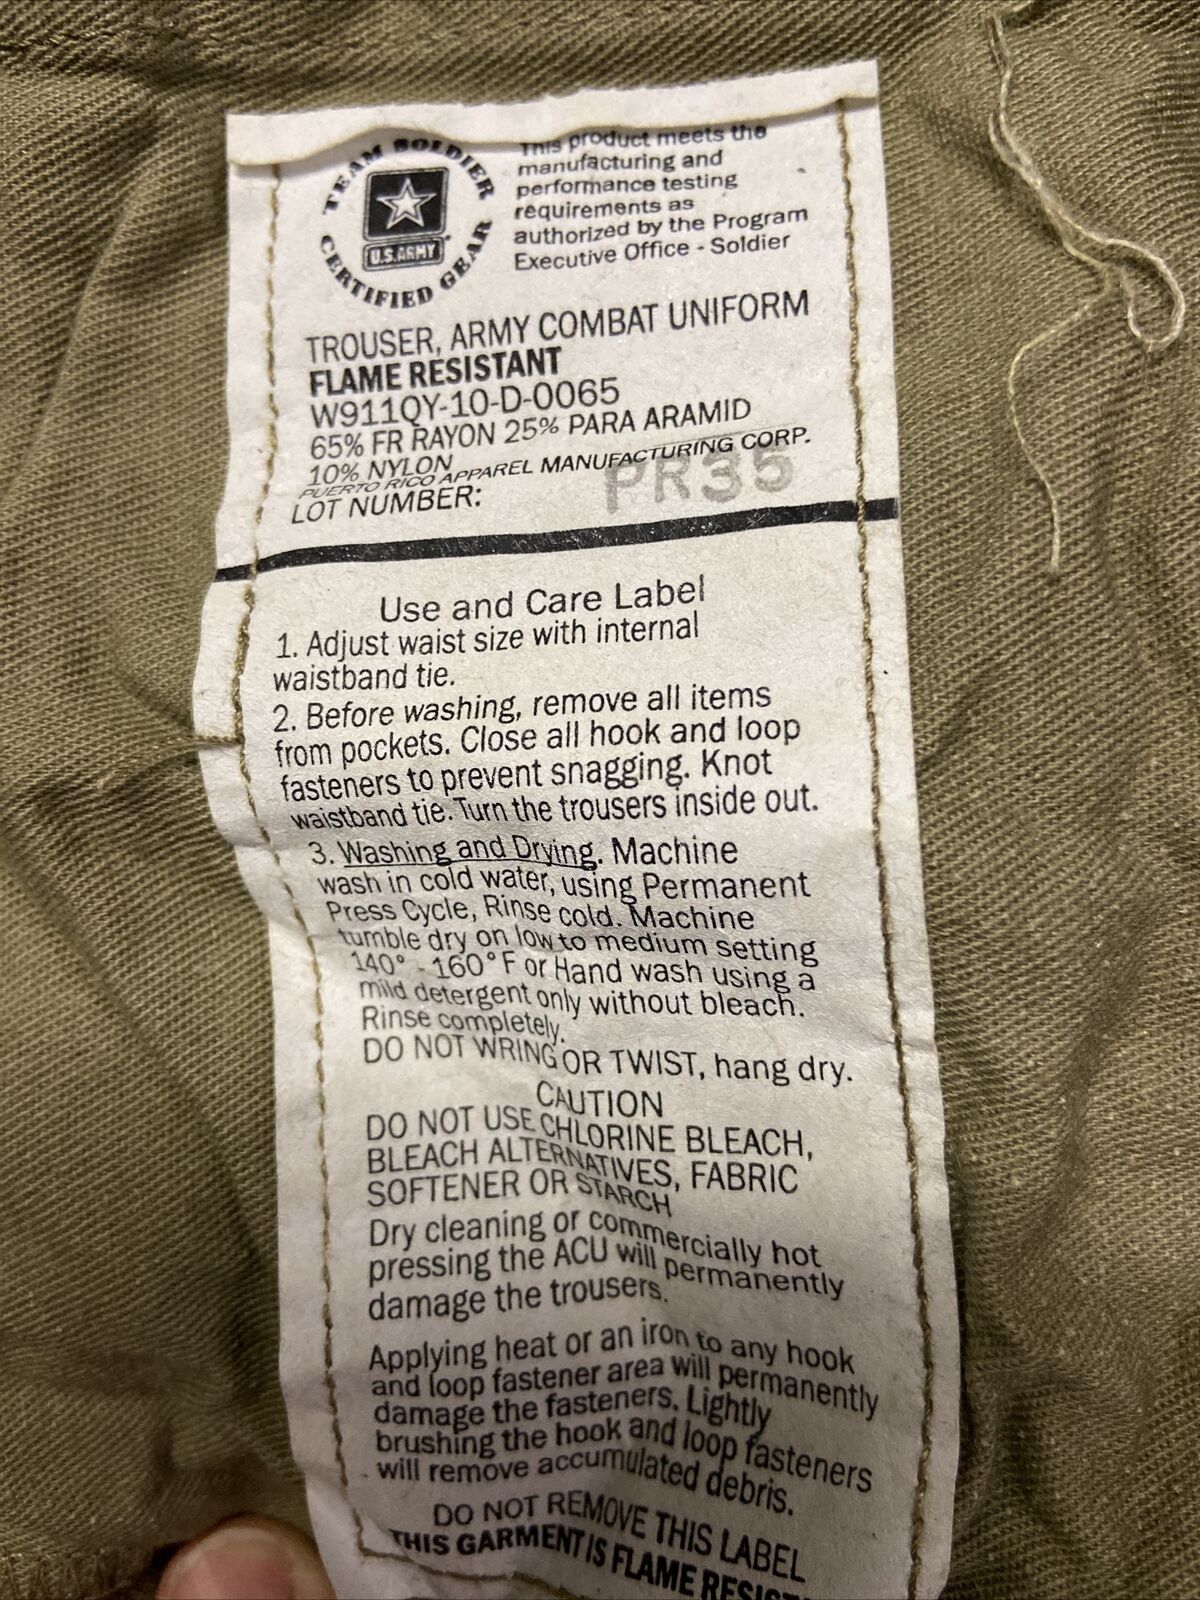 TEAM SOLDIER
CERTIFIED GEAR
U.S. ARMY
This product meets the
manufacturing and
performance testing
requirements as
authorized by the Program
Executive Office - Soldier
TROUSER, ARMY COMBAT UNIFORM
FLAME RESISTANT
W911QY-10-D-0065
65% FR RAYON 25% PARA ARAMID
10% NYLON
PUERTO RICO APPAREL MANUFACTURING CORP.
LOT NUMBER: PR35
Use and Care Label
1. Adjust waist size with internal
waistband tie.
2. Before washing, remove all items
from pockets. Close all hook and loop
fasteners to prevent snagging. Knot
waistband tie. Turn the trousers inside out.
3. Washing and Drying. Machine
wash in cold water, using Permanent
Press Cycle, Rinse cold. Machine
tumble dry on low to medium setting
140° - 160°F or Hand wash using a
mild detergent only without bleach.
Rinse completely.
DO NOT WRING OR TWIST, hang dry.
CAUTION
DO NOT USE CHLORINE BLEACH,
BLEACH ALTERNATIVES, FABRIC
SOFTENER OR STARCH
Dry cleaning or commercially hot
pressing the ACU will permanently
damage the trousers.
Applying heat or an iron to any hook
and loop fastener area will permanently
damage the fasteners. Lightly
brushing the hook and loop fasteners
will remove accumulated debris.
DO NOT REMOVE THIS LABEL
THIS GARMENT IS FLAME